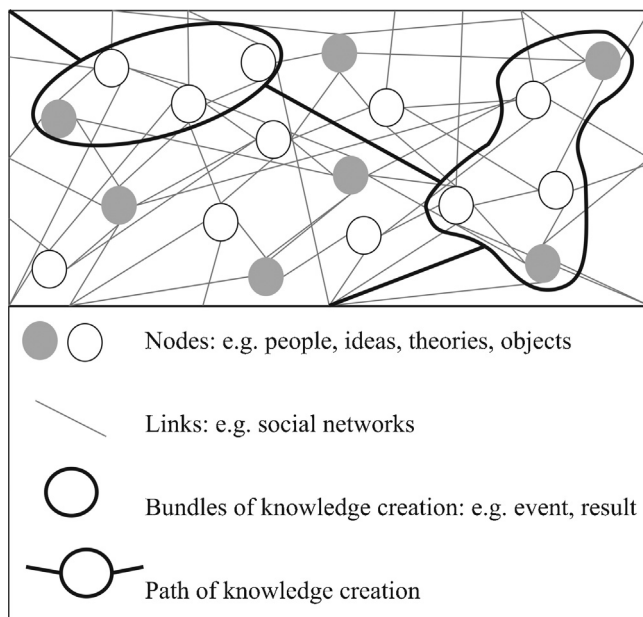 Nodes: e.g. people, ideas, theories, objects
Links: e.g. social networks
Bundles of knowledge creation: e.g. event, result
Path of knowledge creation